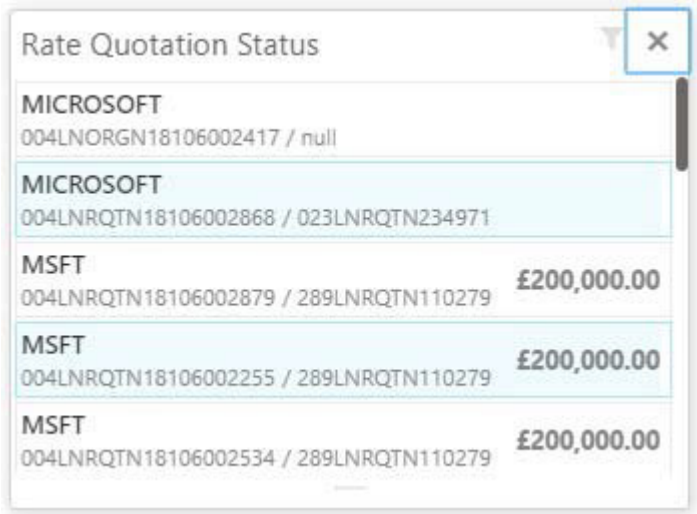 Rate Quotation Status
MICROSOFT
004LNORGN18106002417 / null
MICROSOFT
004LNRQTN18106002868 / 023LNRQTN234971
MSFT
004LNRQTN18106002879 / 289LNRQTN110279
£200,000.00
MSFT
004LNRQTN18106002255 / 289LNRQTN110279
£200,000.00
MSFT
004LNRQTN18106002534 / 289LNRQTN110279
£200,000.00